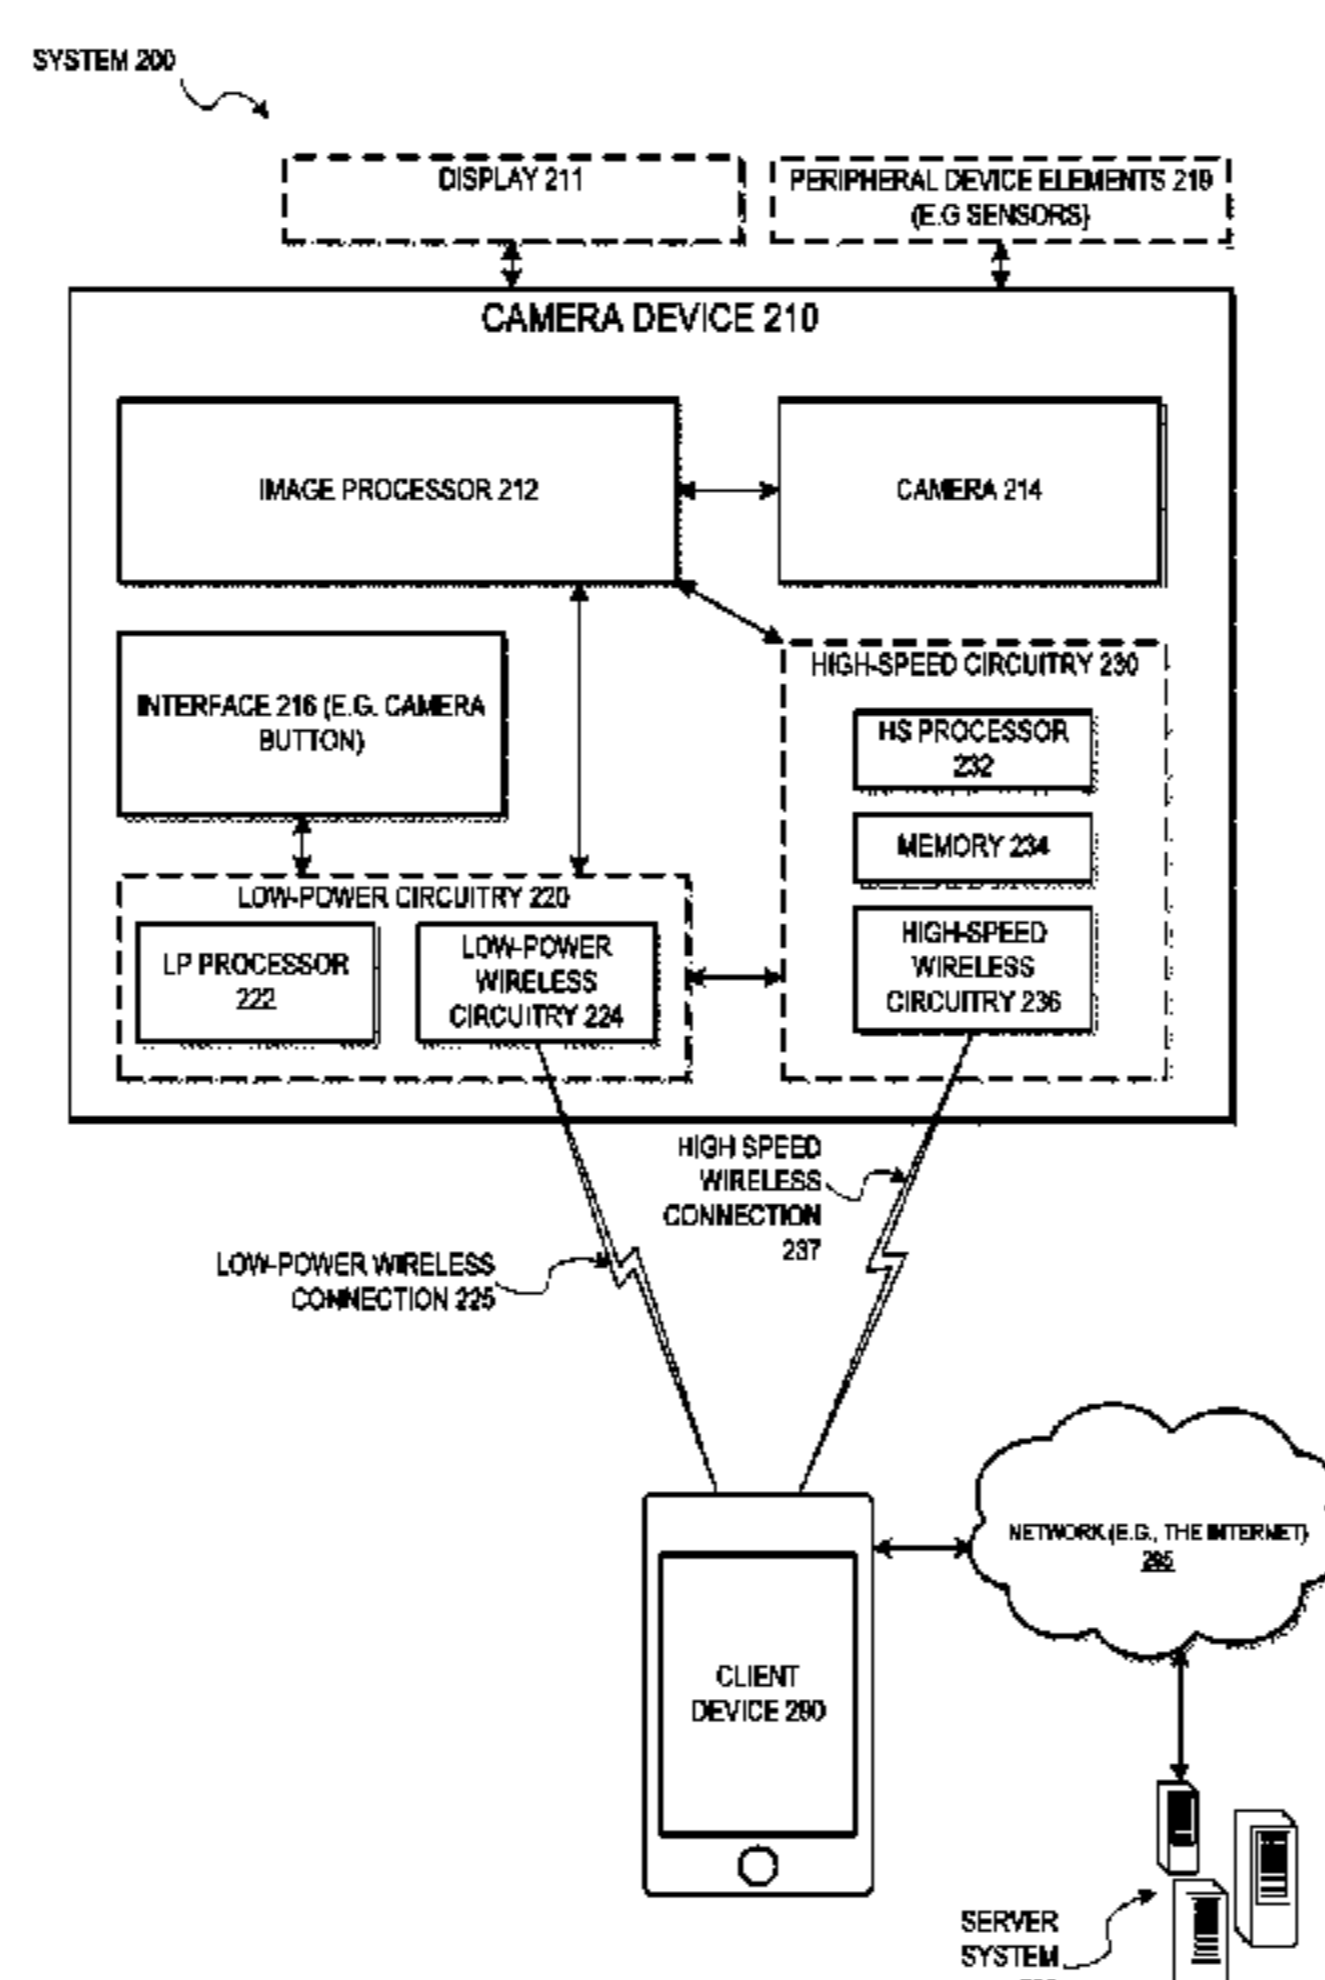 SYSTEM 200
DISPLAY 211
PERIPHERAL DEVICE ELEMENTS 219
(E.G SENSORS)
CAMERA DEVICE 210
IMAGE PROCESSOR 212
CAMERA 214
INTERFACE 216 (E.G. CAMERA
BUTTON)
HIGH-SPEED CIRCUITRY 230
HS PROCESSOR
232
MEMORY 234
HIGH-SPEED
WIRELESS
CIRCUITRY 236
LOW-POWER CIRCUITRY 220
LP PROCESSOR
222
LOW-POWER
WIRELESS
CIRCUITRY 224
HIGH SPEED
WIRELESS
CONNECTION
237
LOW-POWER WIRELESS
CONNECTION 225
NETWORK (E.G., THE INTERNET)
295
CLIENT
DEVICE 290
SERVER
SYSTEM